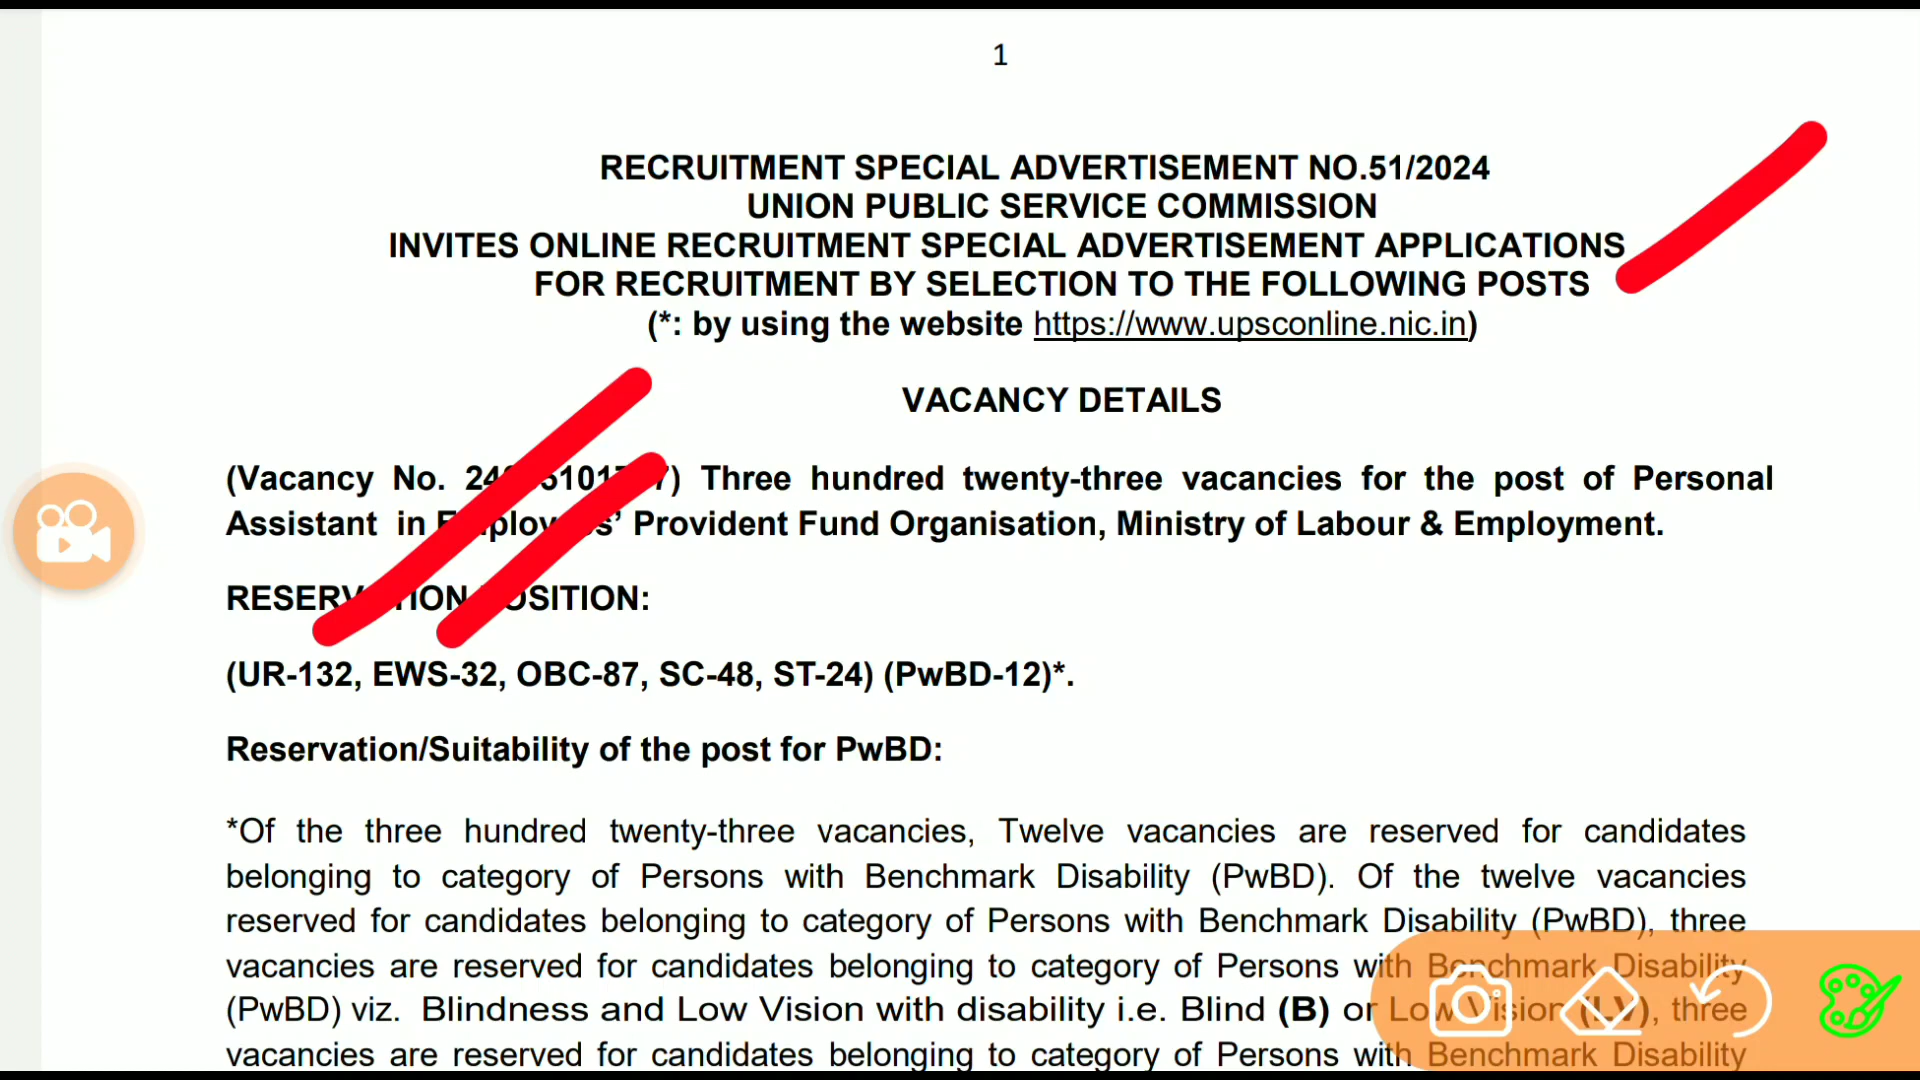 1
RECRUITMENT SPECIAL ADVERTISEMENT NO.51/2024
UNION PUBLIC SERVICE COMMISSION
INVITES ONLINE RECRUITMENT SPECIAL ADVERTISEMENT APPLICATIONS
FOR RECRUITMENT BY SELECTION TO THE FOLLOWING POSTS
(*: by using the website https://www.upsconline.nic.in)
VACANCY DETAILS
(Vacancy No. Three hundred twenty-three vacancies for the post of Personal
Assistant in Employees’ Provident Fund Organisation, Ministry of Labour & Employment.
RESERVATION POSITION:
(UR-132, EWS-32, OBC-87, SC-48, ST-24) (PwBD-12)*.
Reservation/Suitability of the post for PwBD:
*Of the three hundred twenty-three vacancies, Twelve vacancies are reserved for candidates
belonging to category of Persons with Benchmark Disability (PwBD). Of the twelve vacancies
reserved for candidates belonging to category of Persons with Benchmark Disability (PwBD), three
vacancies are reserved for candidates belonging to category of Persons with Benchmark Disability
(PwBD) viz. Blindness and Low Vision with disability i.e. Blind (B) or Low Vision (LV), three
vacancies are reserved for candidates belonging to category of Persons with Benchmark Disability